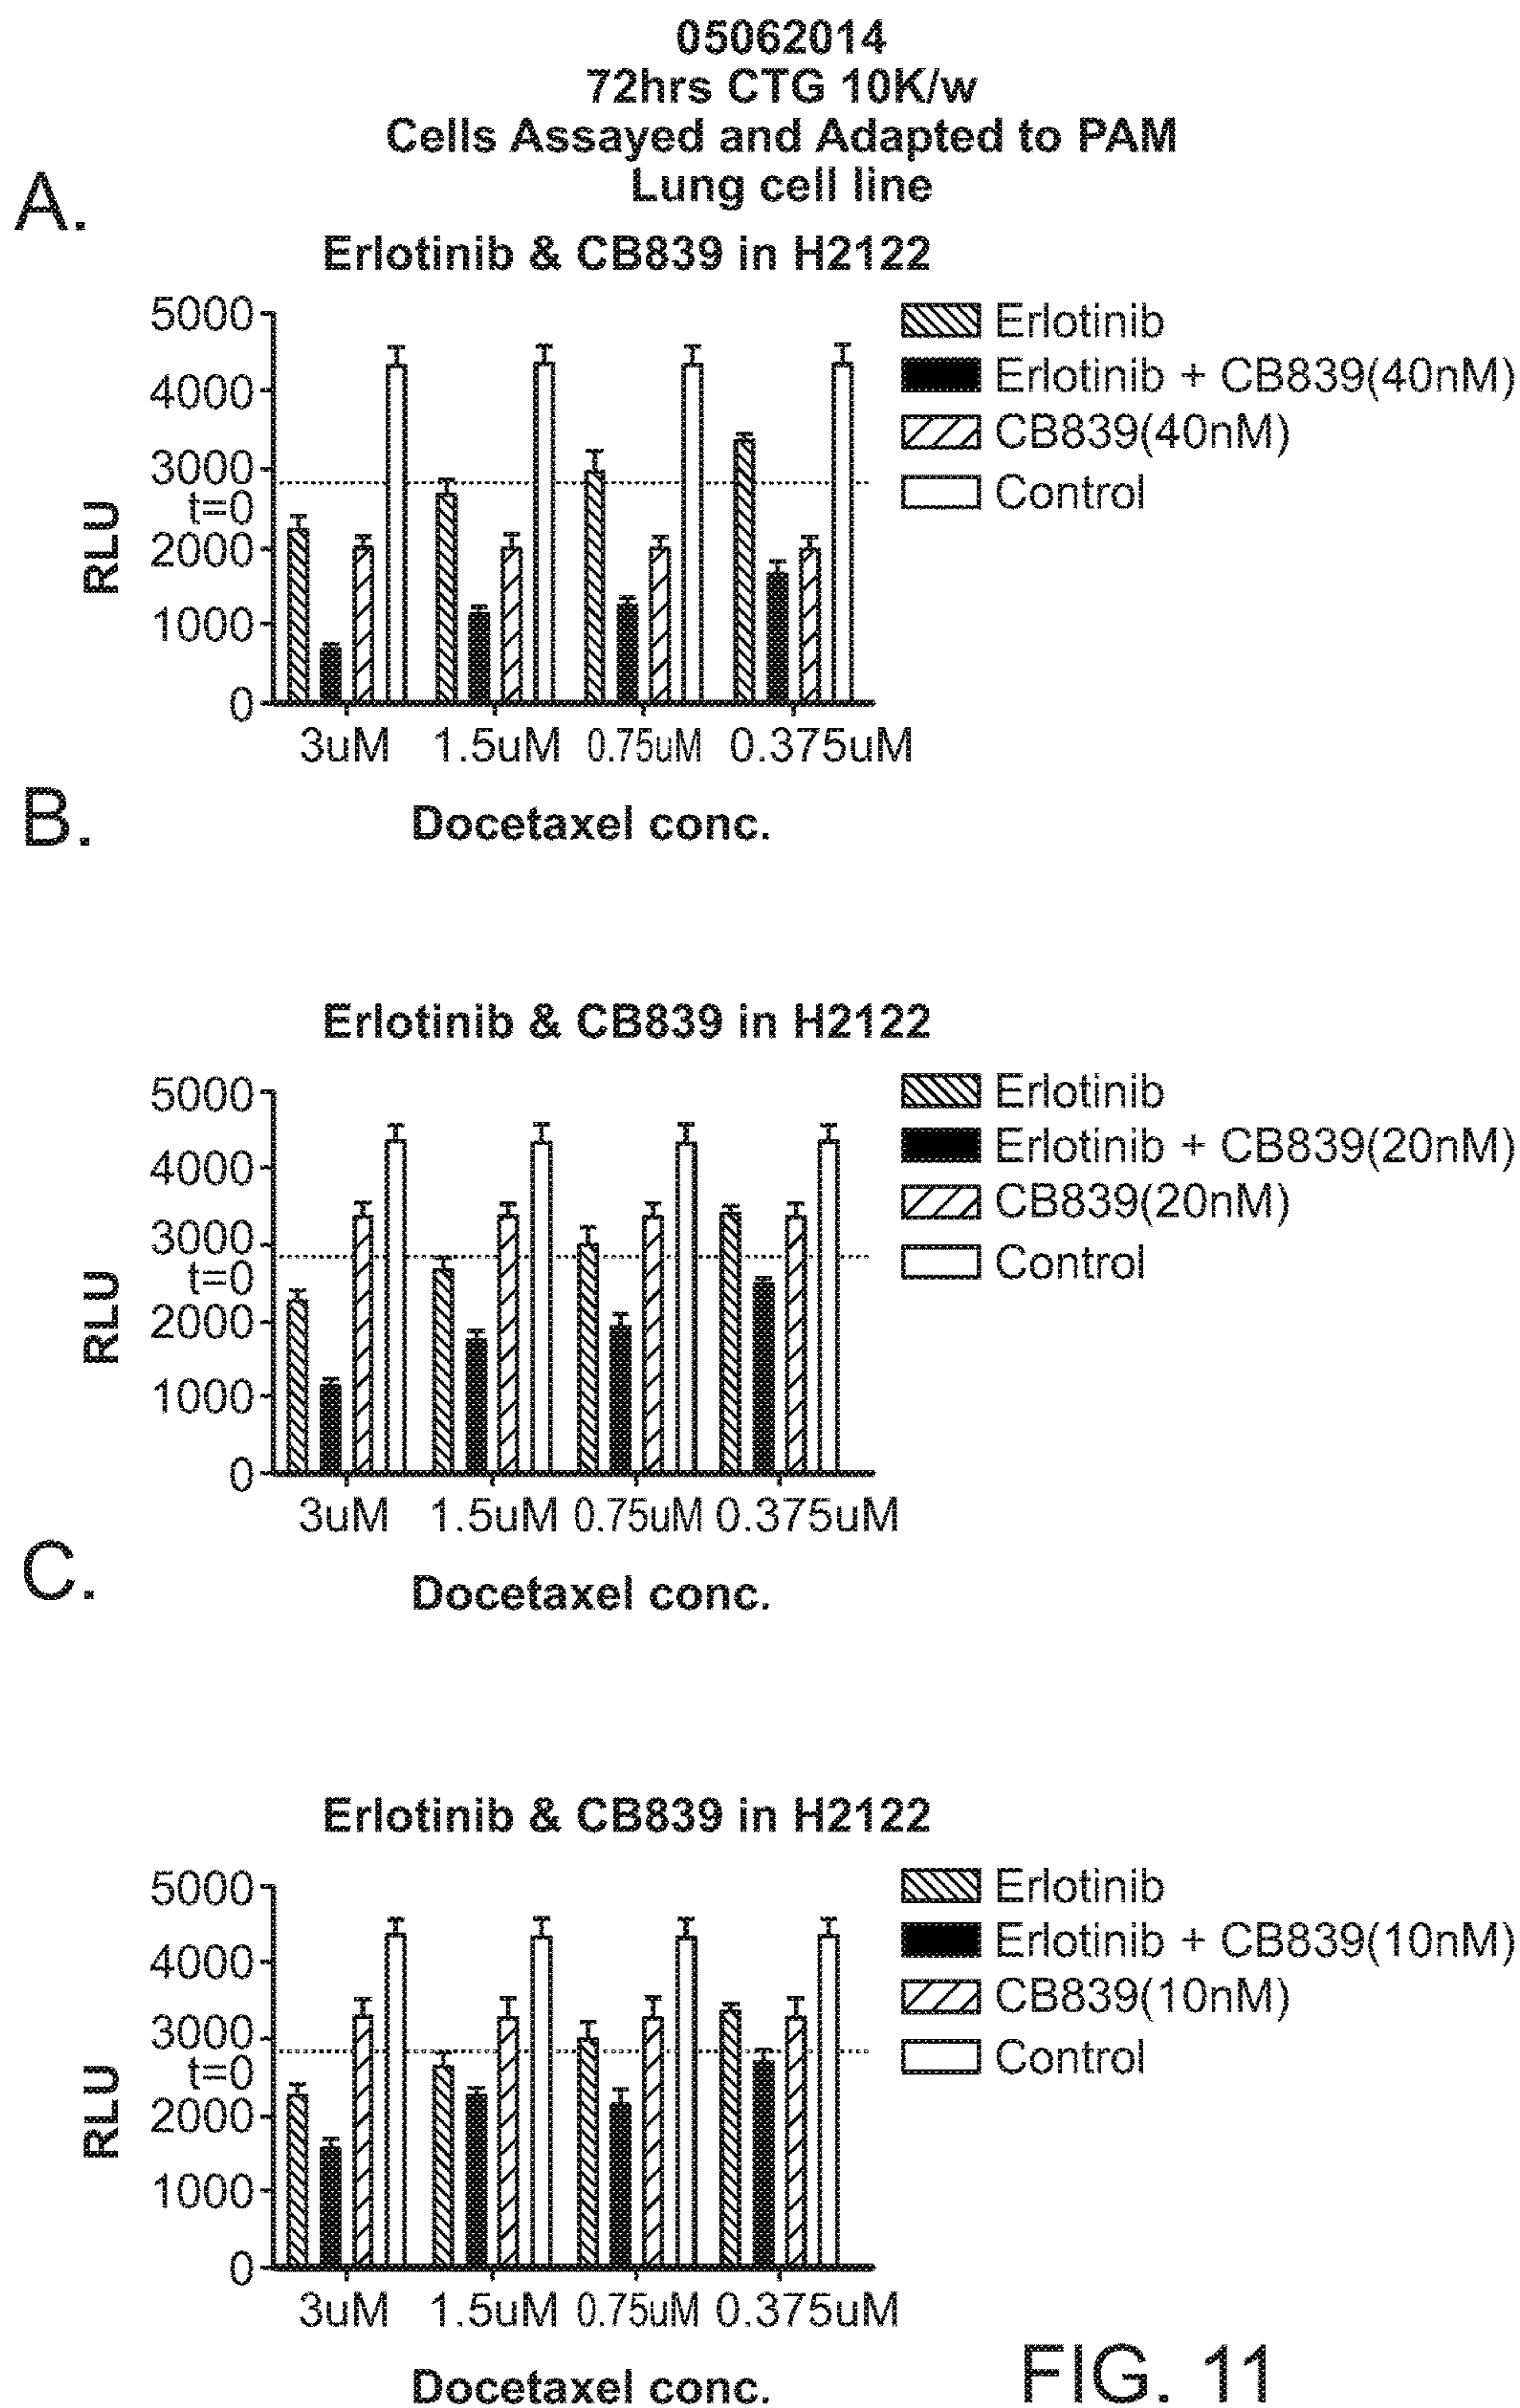 05062014
72hrs CTG 10K/w
Cells Assayed and Adapted to PAM
Lung cell line
A.
Erlotinib & CB839 in H2122
5000
4000
3000
t=0
2000
1000
0
RLU
Erlotinib
Erlotinib + CB839(40nM)
CB839(40nM)
Control
3uM 1.5uM 0.75uM 0.375uM
Docetaxel conc.
B.
Erlotinib & CB839 in H2122
5000
4000
3000
t=0
2000
1000
0
RLU
Erlotinib
Erlotinib + CB839(20nM)
CB839(20nM)
Control
3uM 1.5uM 0.75uM 0.375uM
Docetaxel conc.
C.
Erlotinib & CB839 in H2122
5000
4000
3000
t=0
2000
1000
0
RLU
Erlotinib
Erlotinib + CB839(10nM)
CB839(10nM)
Control
3uM 1.5uM 0.75uM 0.375uM
Docetaxel conc.
FIG. 11